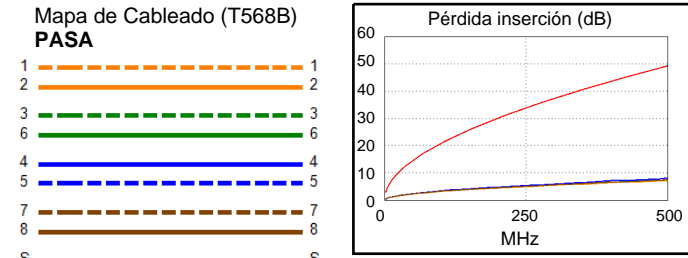 Mapa de Cableado (T568B)
PASA
1 1
2 2
3 3
6 6
4 4
5 5
7 7
8 8
S S
Pérdida inserción (dB)
60
50
40
30
20
10
0
0 250 500
MHz